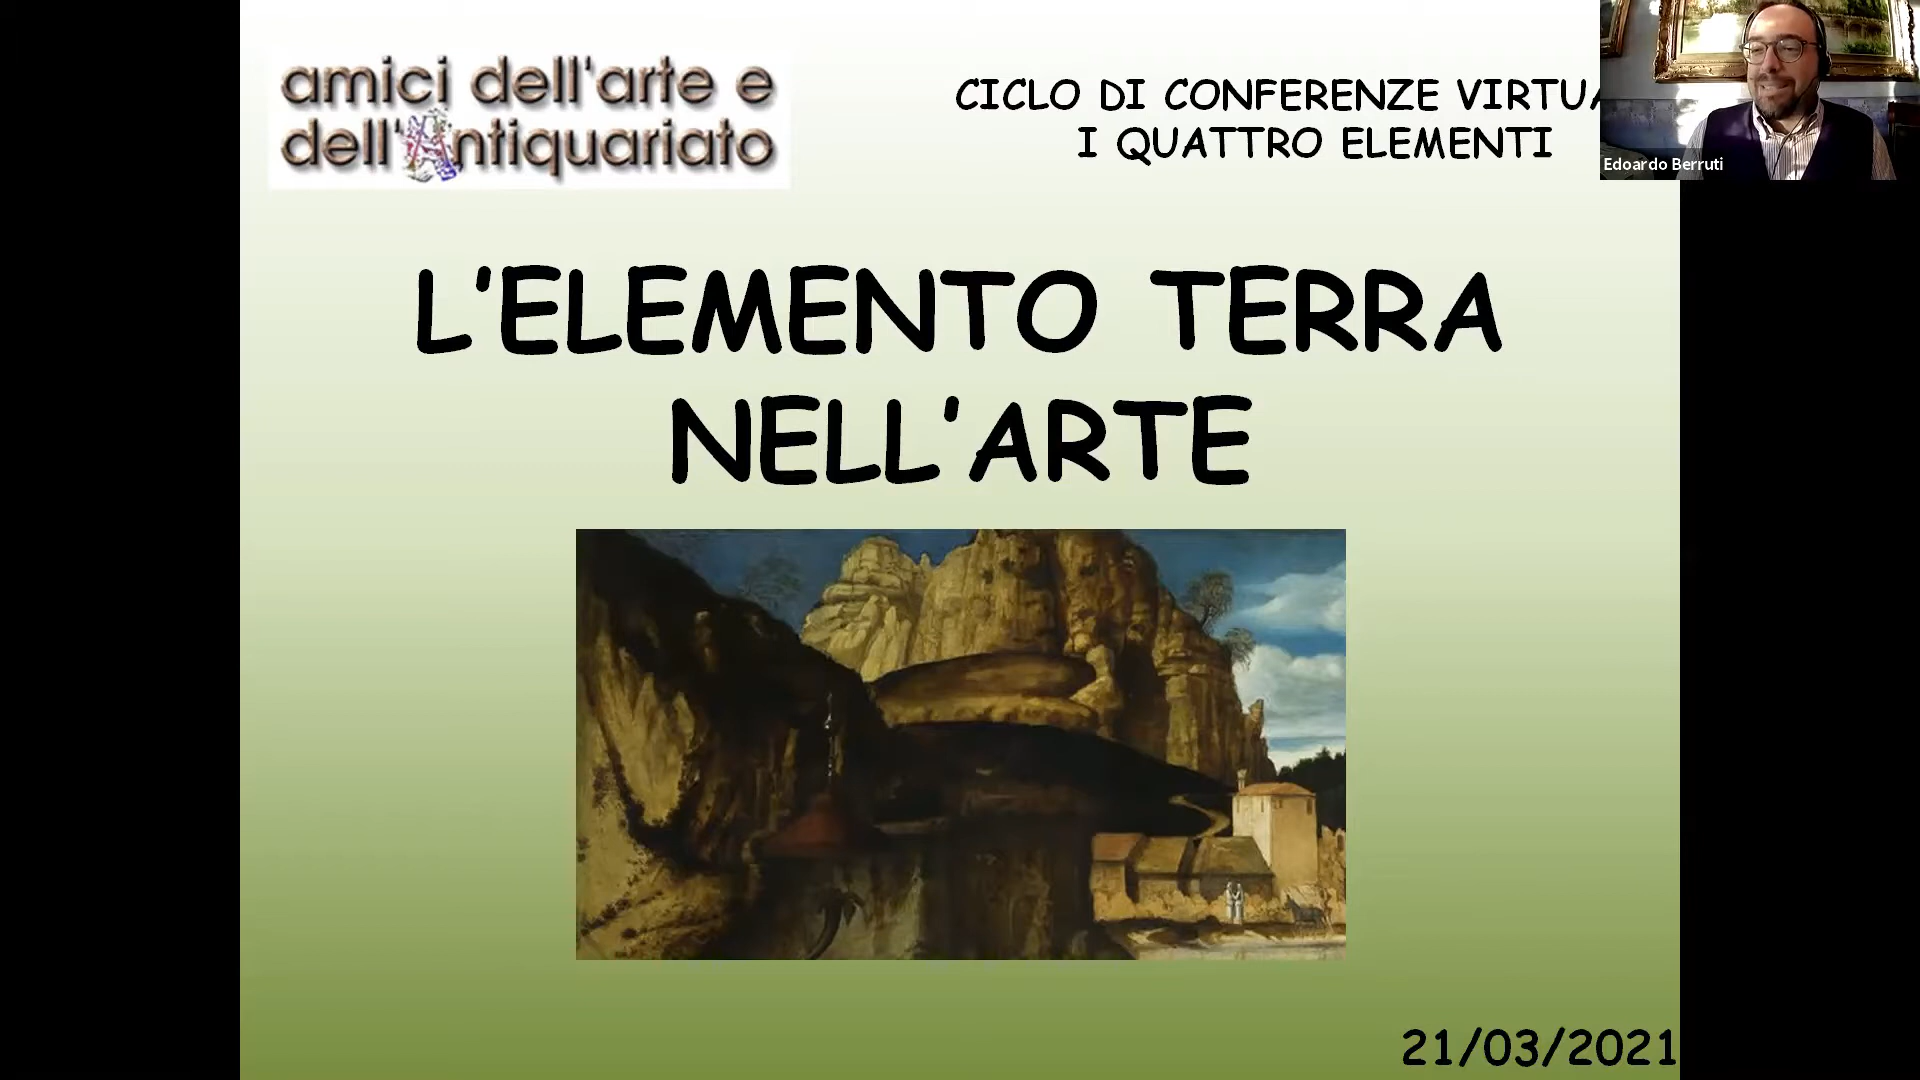 amici dell'arte e
dell'Antiquariato
CICLO DI CONFERENZE
I QUATTRO ELEMENTI
Edoardo Berruti
L'ELEMENTO TERRA
NELL'ARTE
21/03/2021